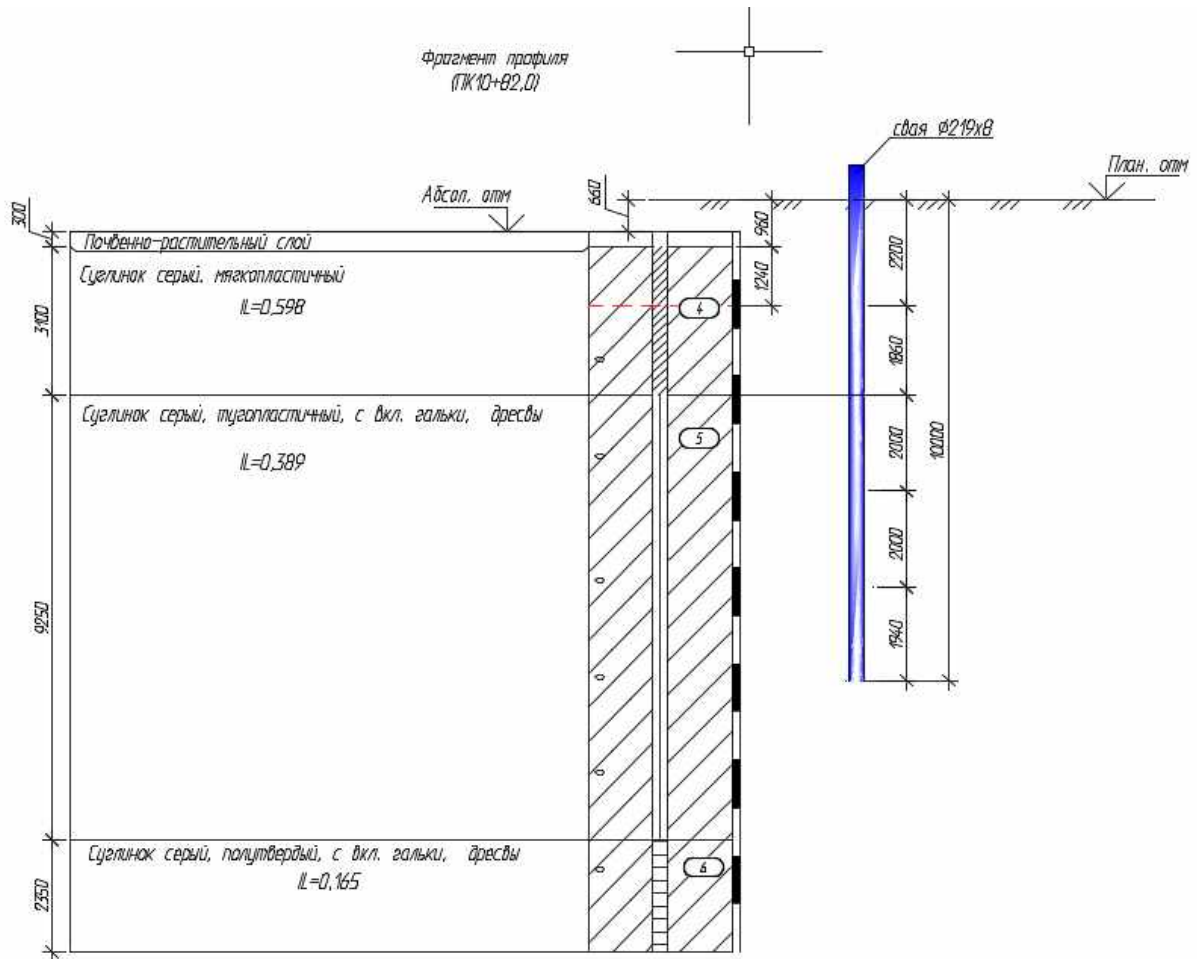 Фрагмент профиля
(ПК10+82,0)
свая ϕ219x8
План. отм
Абсол. отм
660
300
960
Почвенно-растительный слой
2200
Суглинок серый. мягкопластичный
1240
IL=0,598
4
3100
1860
Суглинок серый, тугопластичный, с вкл. гальки, дресвы
5
2000
10000
IL=0,389
2000
9250
1940
Суглинок серый, полутвердый, с вкл. гальки, дресвы
6
IL=0,165
2350